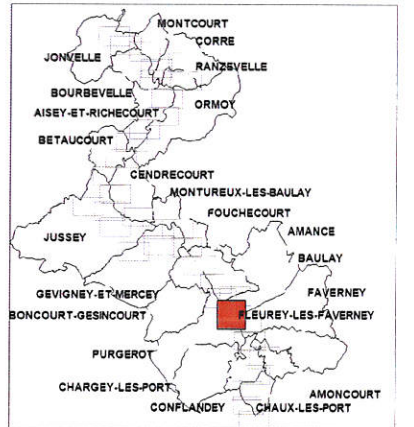 MONTCOURT
CORRE
JONVELLE
RANZEVELLE
BOURBEVELLE
ORMOY
AISEY-ET-RICHECOURT
BETAUCOURT
CENDRECOURT
MONTUREUX-LES-BAULAY
FOUCHECOURT
JUSSEY
AMANCE
BAULAY
GEVIGNEY-ET-MERCEY
FAVERNEY
BONCOURT-GESINCOURT
FLEUREY-LES-FAVERNEY
PURGEROT
CHARGEY-LES-PORT
AMONCOURT
CONFLANDEY
CHAUX-LES-PORT